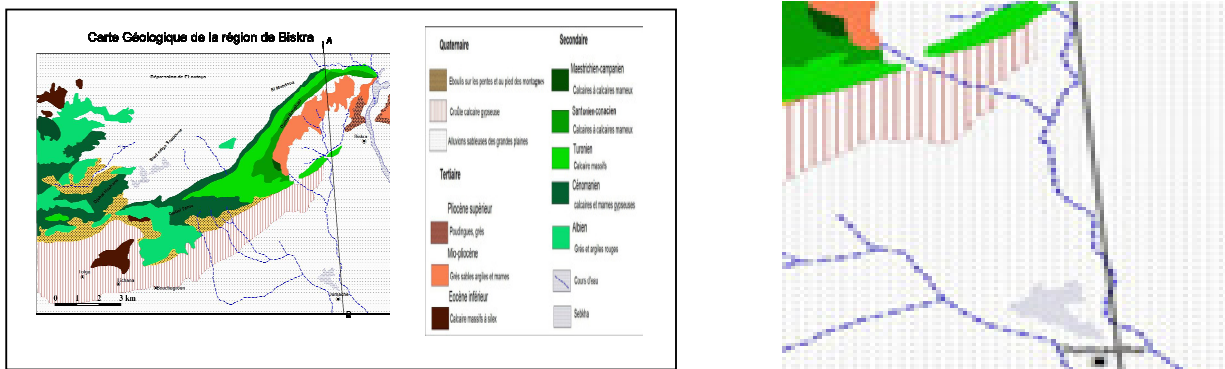 Carte Géologique de la région de Biskra
A
Biskra
Tolga
0 1 2 3 km
B
Quaternaire
Eboulis sur les pentes et au pied des montagnes
Croûte calcaire gypseuse
Alluvions sableuses des grandes plaines
Tertiaire
Pliocène supérieur
Poudingues, grès
Mio-pliocène
Grès sables argiles et marnes
Eocène inférieur
Calcaire massifs à silex
Secondaire
Maestrichien-campanien
Calcaires à calcaires marneux
Santonien-coniacien
Calcaires à calcaires marneux
Turonien
Calcaire massifs
Cénomanien
calcaires et marnes gypseuses
Albien
Grès et argiles rouges
Cours d'eau
Sebkha